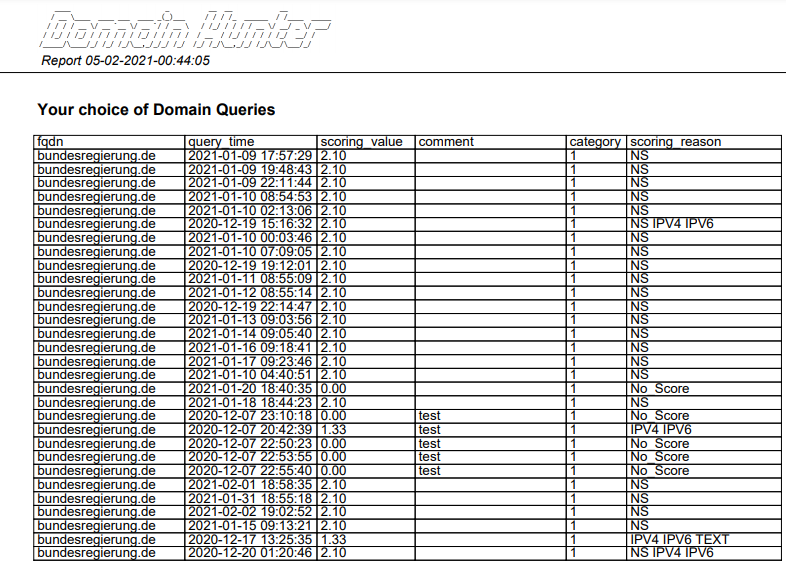 Domain Hunter
Report 05-02-2021-00:44:05
Your choice of Domain Queries
fqdn query_time scoring_value comment category scoring_reason
bundesregierung.de 2021-01-09 17:57:29 2.10 1 NS
bundesregierung.de 2021-01-09 19:48:43 2.10 1 NS
bundesregierung.de 2021-01-09 22:11:44 2.10 1 NS
bundesregierung.de 2021-01-10 08:54:53 2.10 1 NS
bundesregierung.de 2021-01-10 02:13:06 2.10 1 NS
bundesregierung.de 2020-12-19 15:16:32 2.10 1 NS IPV4 IPV6
bundesregierung.de 2021-01-10 00:03:46 2.10 1 NS
bundesregierung.de 2021-01-10 07:09:05 2.10 1 NS
bundesregierung.de 2020-12-19 19:12:01 2.10 1 NS
bundesregierung.de 2021-01-11 08:55:09 2.10 1 NS
bundesregierung.de 2021-01-12 08:55:14 2.10 1 NS
bundesregierung.de 2020-12-19 22:14:47 2.10 1 NS
bundesregierung.de 2021-01-13 09:03:56 2.10 1 NS
bundesregierung.de 2021-01-14 09:05:40 2.10 1 NS
bundesregierung.de 2021-01-16 09:18:41 2.10 1 NS
bundesregierung.de 2021-01-17 09:23:46 2.10 1 NS
bundesregierung.de 2021-01-10 04:40:51 2.10 1 NS
bundesregierung.de 2021-01-20 18:40:35 0.00 1 No_Score
bundesregierung.de 2021-01-18 18:44:23 2.10 1 NS
bundesregierung.de 2020-12-07 23:10:18 0.00 test 1 No_Score
bundesregierung.de 2020-12-07 20:42:39 1.33 test 1 IPV4 IPV6
bundesregierung.de 2020-12-07 22:50:23 0.00 test 1 No_Score
bundesregierung.de 2020-12-07 22:53:55 0.00 test 1 No_Score
bundesregierung.de 2020-12-07 22:55:40 0.00 test 1 No_Score
bundesregierung.de 2021-02-01 18:58:35 2.10 1 NS
bundesregierung.de 2021-01-31 18:55:18 2.10 1 NS
bundesregierung.de 2021-02-02 19:02:52 2.10 1 NS
bundesregierung.de 2021-01-15 09:13:21 2.10 1 NS
bundesregierung.de 2020-12-17 13:25:35 1.33 1 IPV4 IPV6 TEXT
bundesregierung.de 2020-12-20 01:20:46 2.10 1 NS IPV4 IPV6